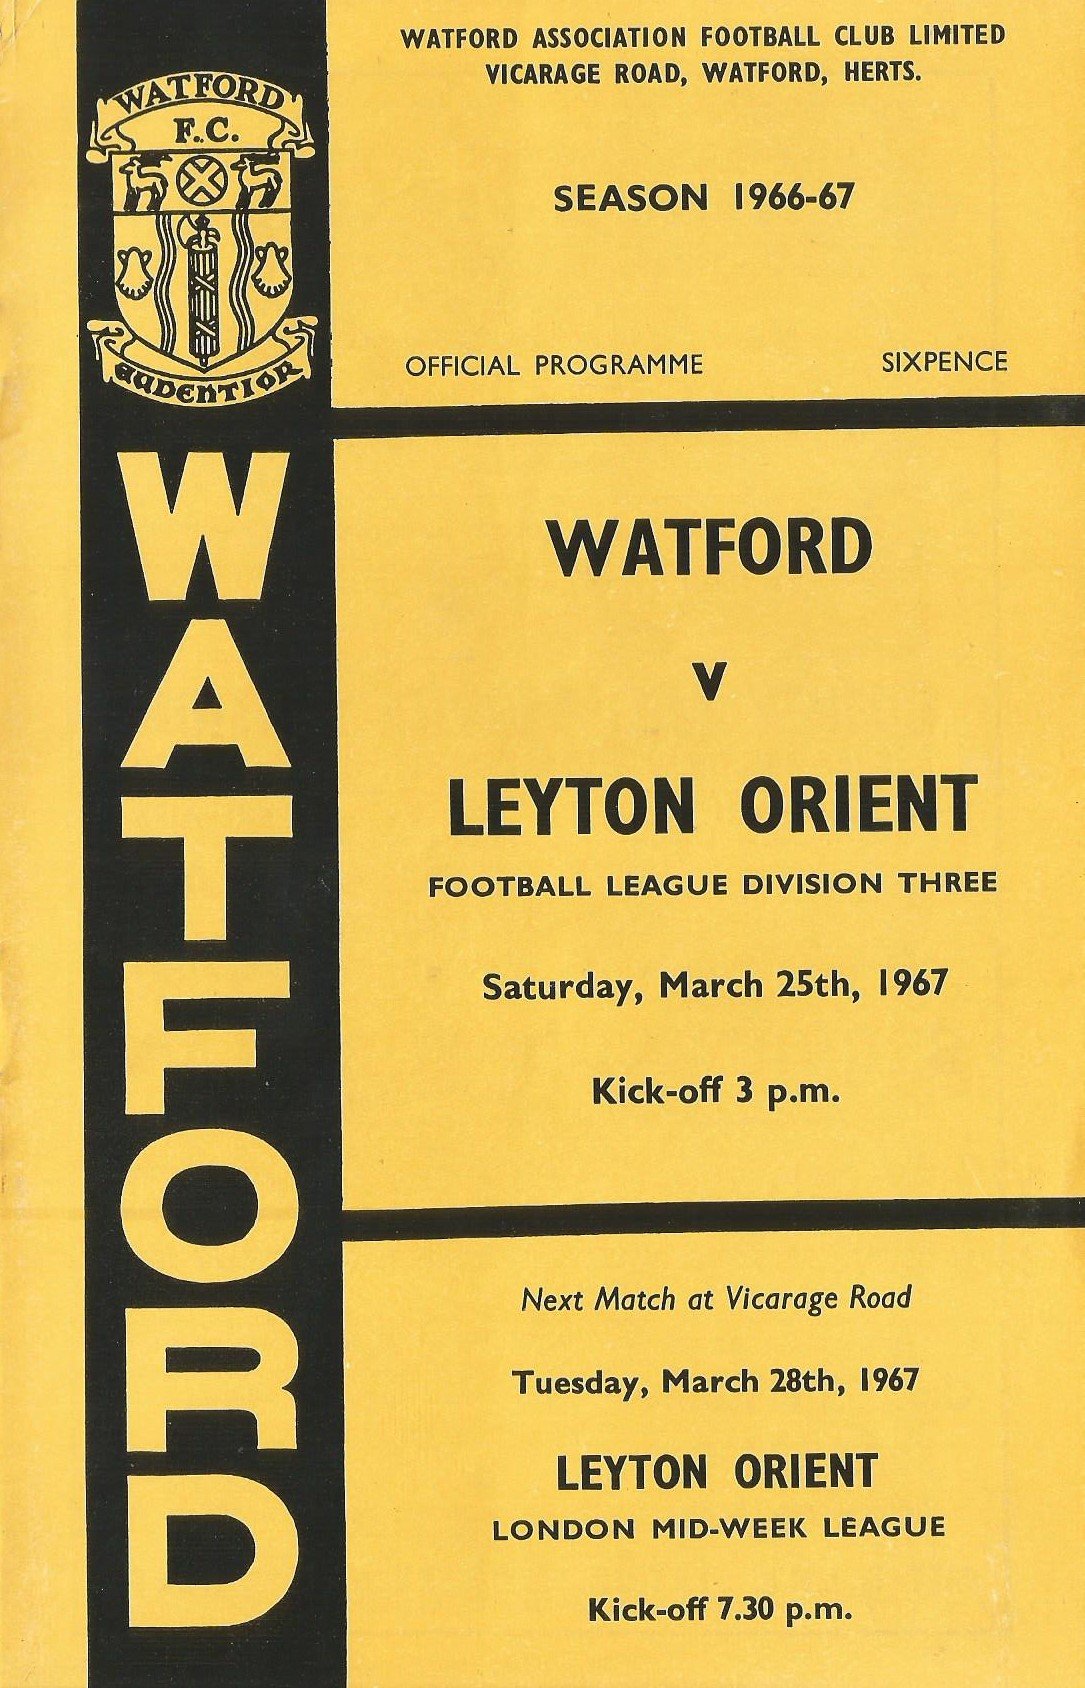 WATFORD
F.C.
AUDENTIOR
WATFORD
WATFORD ASSOCIATION FOOTBALL CLUB LIMITED
VICARAGE ROAD, WATFORD, HERTS.
SEASON 1966-67
OFFICIAL PROGRAMME SIXPENCE
WATFORD
V
LEYTON ORIENT
FOOTBALL LEAGUE DIVISION THREE
Saturday, March 25th, 1967
Kick-off 3 p.m.
Next Match at Vicarage Road
Tuesday, March 28th, 1967
LEYTON ORIENT
LONDON MID-WEEK LEAGUE
Kick-off 7.30 p.m.